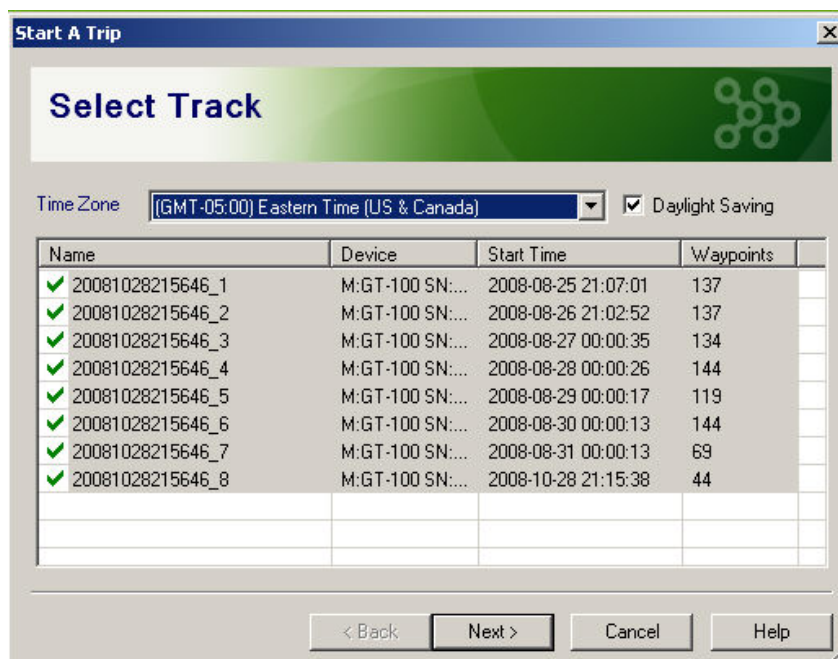 Start A Trip
Select Track
Time Zone (GMT-05:00) Eastern Time (US & Canada) Daylight Saving
Name Device Start Time Waypoints
20081028215646_1 M:GT-100 SN:... 2008-08-25 21:07:01 137
20081028215646_2 M:GT-100 SN:... 2008-08-26 21:02:52 137
20081028215646_3 M:GT-100 SN:... 2008-08-27 00:00:35 134
20081028215646_4 M:GT-100 SN:... 2008-08-28 00:00:26 144
20081028215646_5 M:GT-100 SN:... 2008-08-29 00:00:17 119
20081028215646_6 M:GT-100 SN:... 2008-08-30 00:00:13 144
20081028215646_7 M:GT-100 SN:... 2008-08-31 00:00:13 69
20081028215646_8 M:GT-100 SN:... 2008-10-28 21:15:38 44
< Back Next > Cancel Help